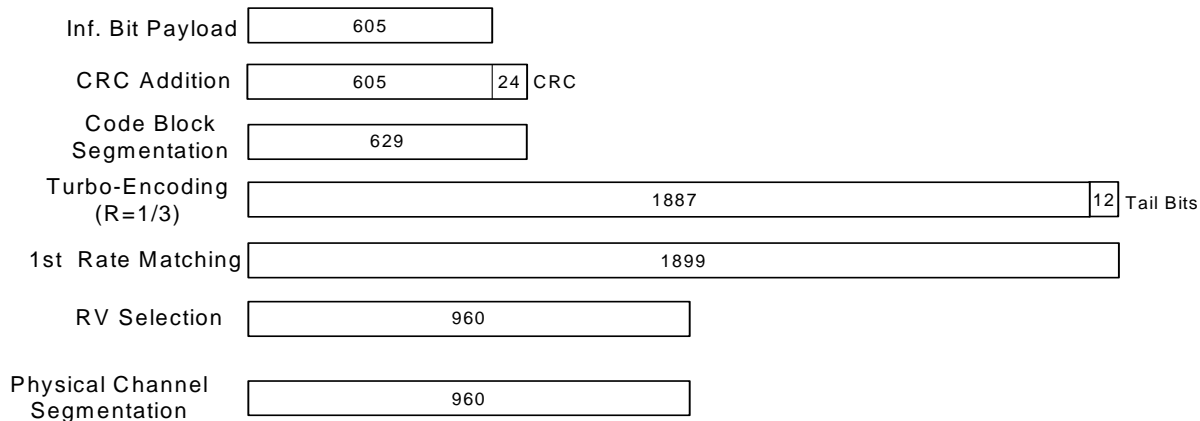 Inf. Bit Payload 605
CRC Addition 605 24 CRC
Code Block
Segmentation 629
Turbo-Encoding
(R=1/3) 1887 12 Tail Bits
1st Rate Matching 1899
RV Selection 960
Physical Channel
Segmentation 960